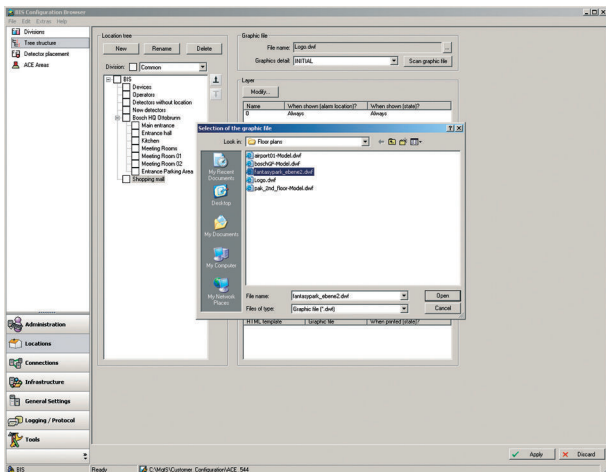 BIS Configuration Browser
File Edit Extras Help
Divisions
Tree structure
Detector placement
ACE Areas
Location tree
New Rename Delete
Division: Common
BIS
Devices
Operators
Detectors without location
New detectors
Bosch HQ Ottobrunn
Main entrance
Entrance hall
Kitchen
Meeting Rooms
Meeting Room 01
Meeting Room 02
Entrance Parking Area
Shopping mall
Graphic file
File name: Logo.dwf ...
Graphics detail: INITIAL Scan graphic file
Layer
Modify...
Name When shown (alarm location)? When shown (state)?
0 Always Always
Selection of the graphic file
Look in: Floor plans
My Recent Documents
Desktop
My Documents
My Computer
My Network Places
airport01-Model.dwf
boschGP-Model.dwf
fantasypark_ebene2.dwf
Logo.dwf
pak_2nd_floor-Model.dwf
File name: fantasypark_ebene2.dwf Open
Files of type: Graphic file (*.dwf) Cancel
HTML template Graphic file When printed (state)?
Administration
Locations
Connections
Infrastructure
General Settings
Logging / Protocol
Tools
Apply Discard
BIS Ready C:\MgtS\Customer_Configuration\ACE_544